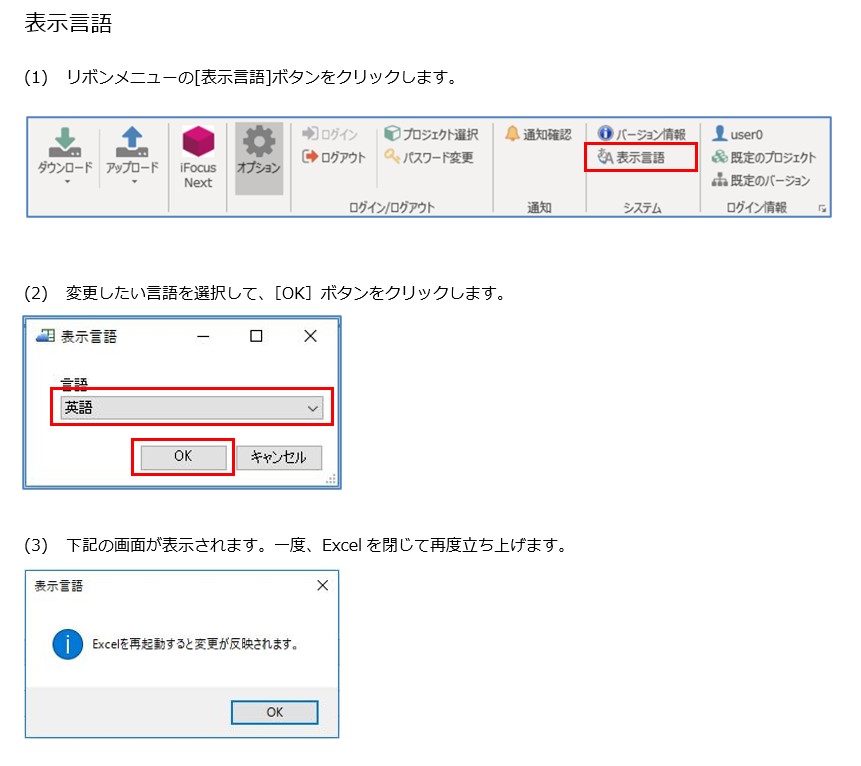 表示言語
(1) リボンメニューの[表示言語]ボタンをクリックします。
ダウンロード
アップロード
iFocus
Next
オプション
ログイン
ログアウト
プロジェクト選択
パスワード変更
ログイン/ログアウト
通知確認
通知
バージョン情報
表示言語
システム
user0
既定のプロジェクト
既定のバージョン
ログイン情報
(2) 変更したい言語を選択して、[OK] ボタンをクリックします。
表示言語
言語
英語
OK
キャンセル
(3) 下記の画面が表示されます。一度、Excel を閉じて再度立ち上げます。
表示言語
Excelを再起動すると変更が反映されます。
OK